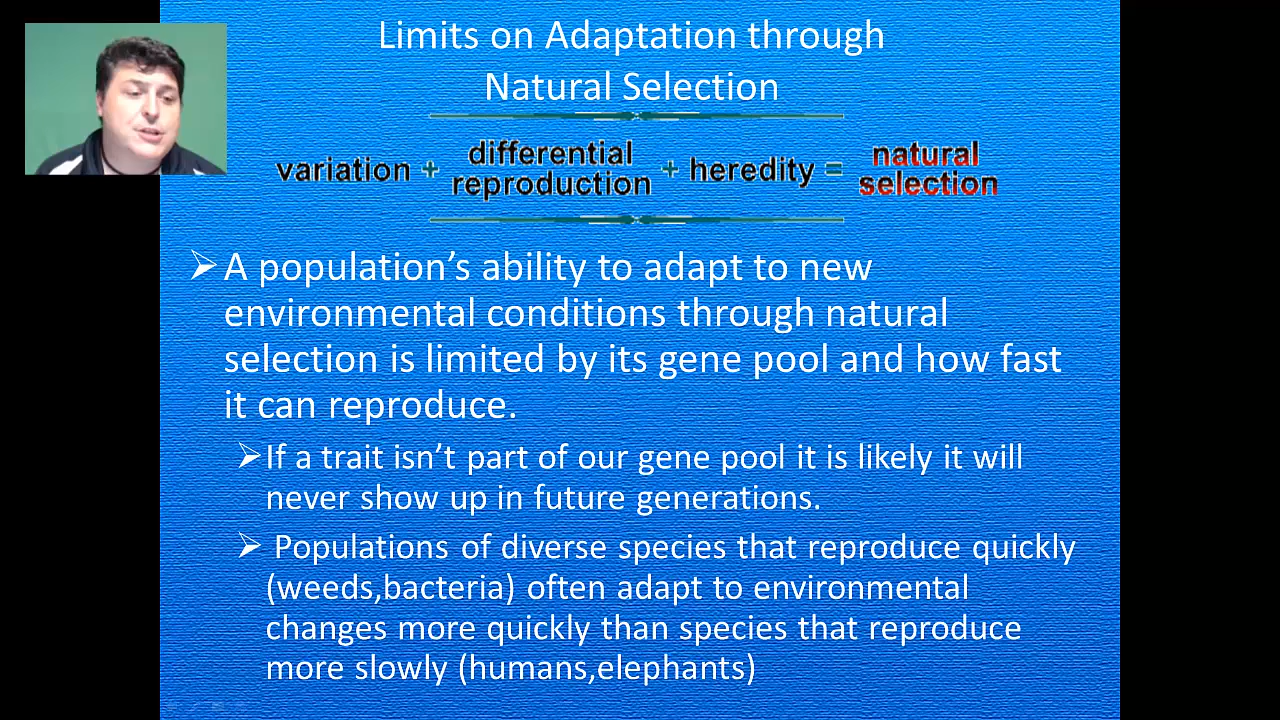 Limits on Adaptation through
Natural Selection
variation + differential reproduction + heredity = natural selection
➢ A population’s ability to adapt to new
environmental conditions through natural
selection is limited by its gene pool and how fast
it can reproduce.
➢ If a trait isn’t part of our gene pool it is likely it will
never show up in future generations.
➢ Populations of diverse species that reproduce quickly
(weeds,bacteria) often adapt to environmental
changes more quickly than species that reproduce
more slowly (humans,elephants)